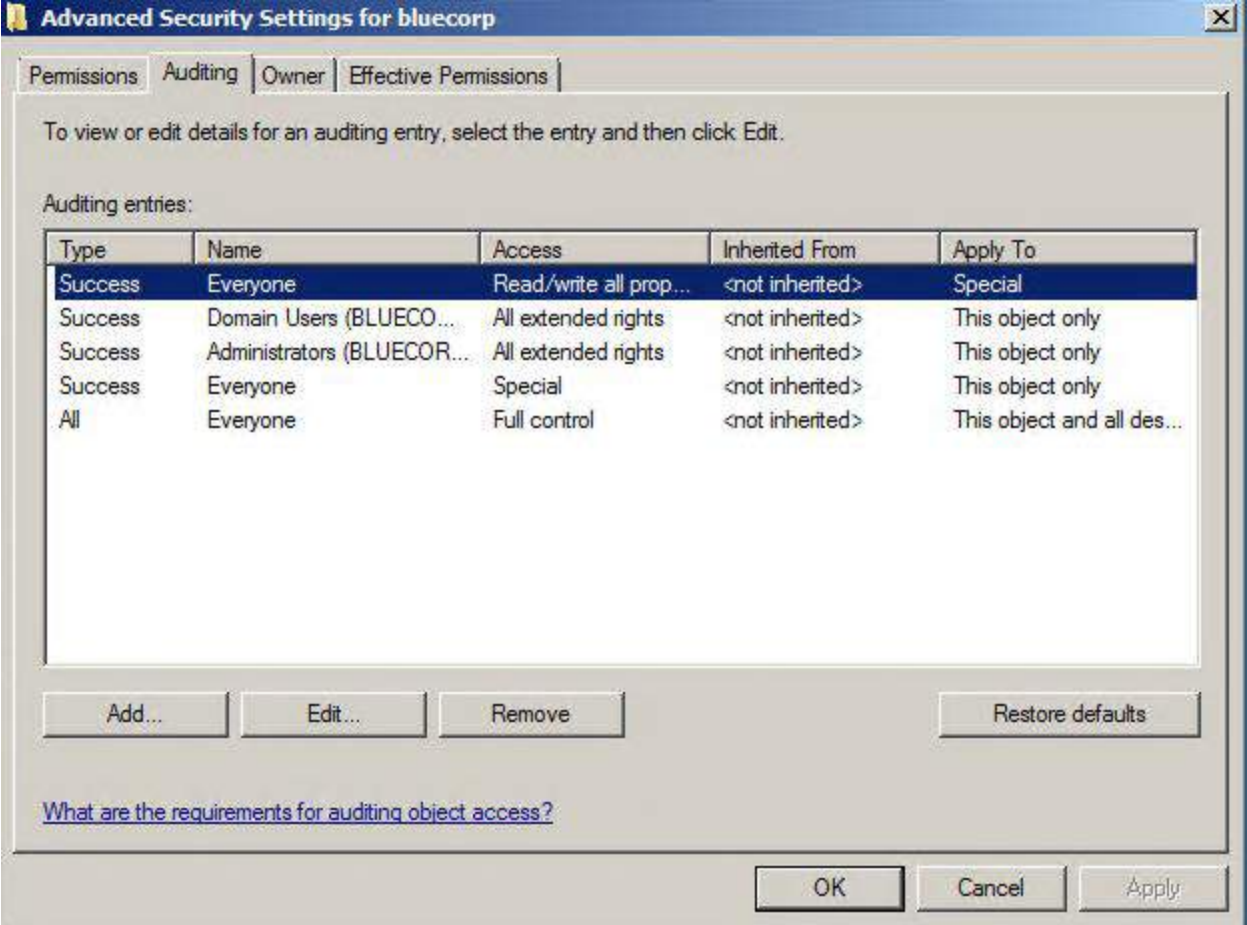 Advanced Security Settings for bluecorp
Permissions Auditing Owner Effective Permissions
To view or edit details for an auditing entry, select the entry and then click Edit.
Auditing entries:
Type Name Access Inherited From Apply To
Success Everyone Read/write all prop... <not inherited> Special
Success Domain Users (BLUECO... All extended rights <not inherited> This object only
Success Administrators (BLUECOR... All extended rights <not inherited> This object only
Success Everyone Special <not inherited> This object only
All Everyone Full control <not inherited> This object and all des...
Add... Edit... Remove Restore defaults
What are the requirements for auditing object access?
OK Cancel Apply